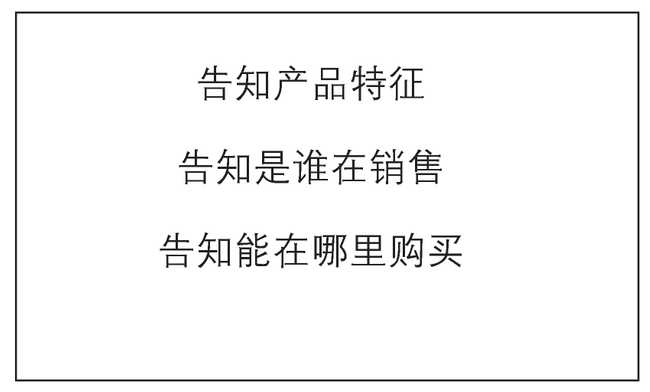 告知产品特征
告知是谁在销售
告知能在哪里购买